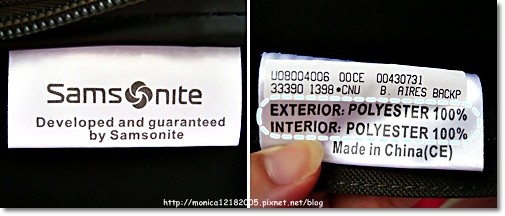 Samsonite
Developed and guaranteed
by Samsonite
U08004006 00CE 00430731
33390 1398•CNU B. AIRES BACKP
EXTERIOR: POLYESTER 100%
INTERIOR: POLYESTER 100%
Made in China(CE)
http://monica12182005.pixnet.net/blog